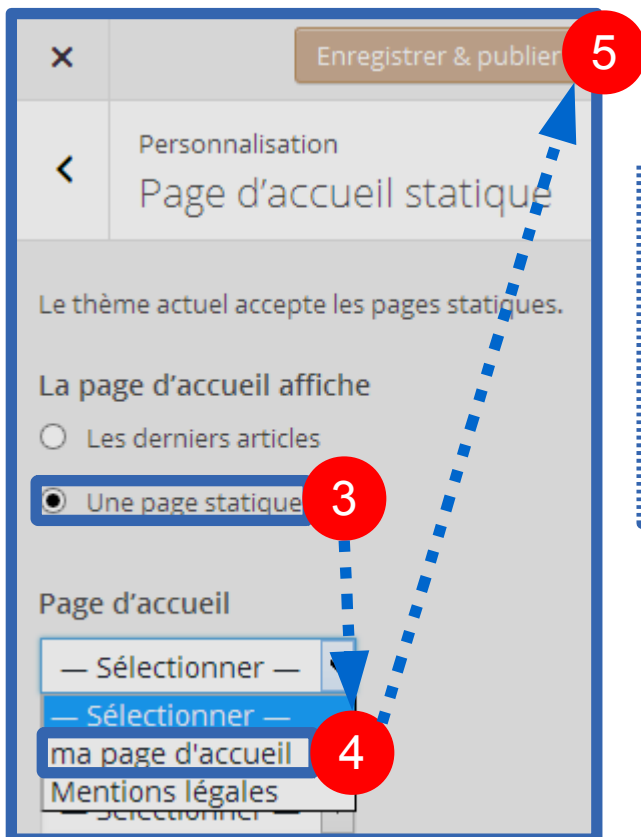 Enregistrer & publier
5
Personnalisation
Page d’accueil statique
Le thème actuel accepte les pages statiques.
La page d’accueil affiche
Les derniers articles
Une page statique
3
Page d’accueil
— Sélectionner —
— Sélectionner —
ma page d'accueil
4
Mentions légales
— Sélectionner —